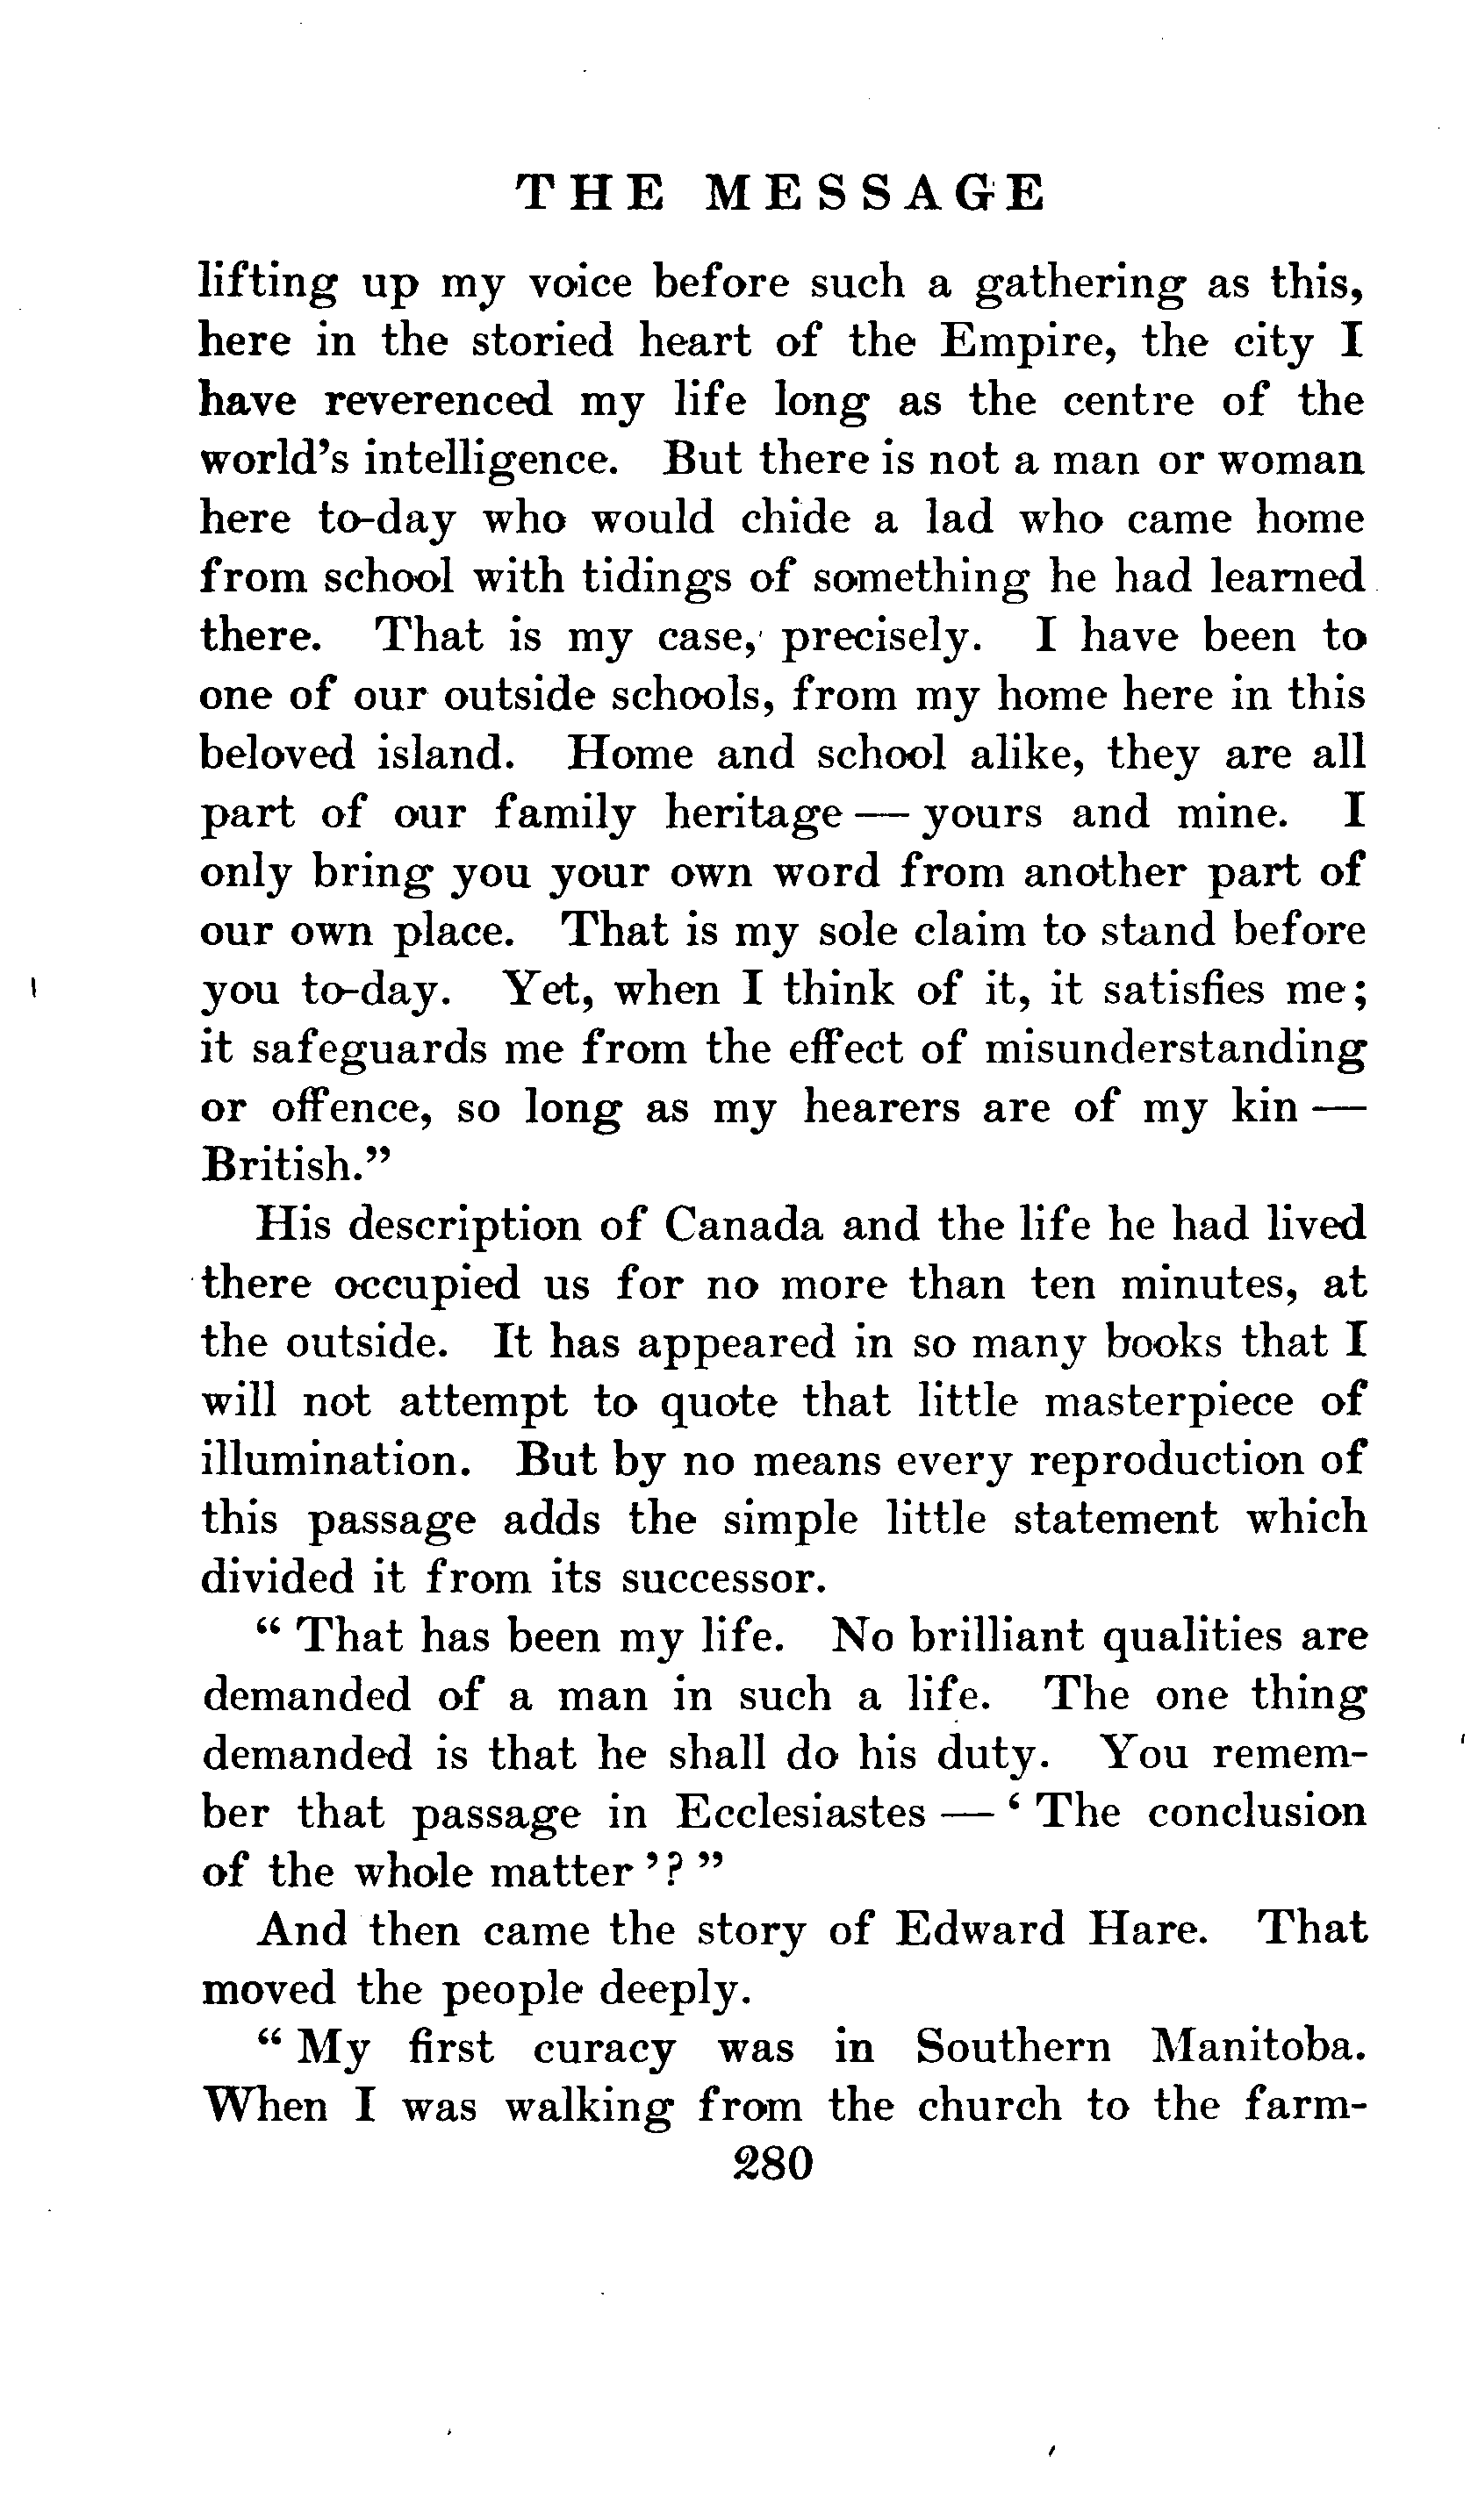 THE MESSAGE
lifting up my voice before such a gathering as this,
here in the storied heart of the Empire, the city I
have reverenced my life long as the centre of the
world's intelligence. But there is not a man or woman
here to-day who would chide a lad who came home
from school with tidings of something he had learned
there. That is my case, precisely. I have been to
one of our outside schools, from my home here in this
beloved island. Home and school alike, they are all
part of our family heritage — yours and mine. I
only bring you your own word from another part of
our own place. That is my sole claim to stand before
you to-day. Yet, when I think of it, it satisfies me;
it safeguards me from the effect of misunderstanding
or offence, so long as my hearers are of my kin —
British.”
His description of Canada and the life he had lived
there occupied us for no more than ten minutes, at
the outside. It has appeared in so many books that I
will not attempt to quote that little masterpiece of
illumination. But by no means every reproduction of
this passage adds the simple little statement which
divided it from its successor.
“ That has been my life. No brilliant qualities are
demanded of a man in such a life. The one thing
demanded is that he shall do his duty. You remem-
ber that passage in Ecclesiastes — ‘ The conclusion
of the whole matter ’? ”
And then came the story of Edward Hare. That
moved the people deeply.
“ My first curacy was in Southern Manitoba.
When I was walking from the church to the farm-
280